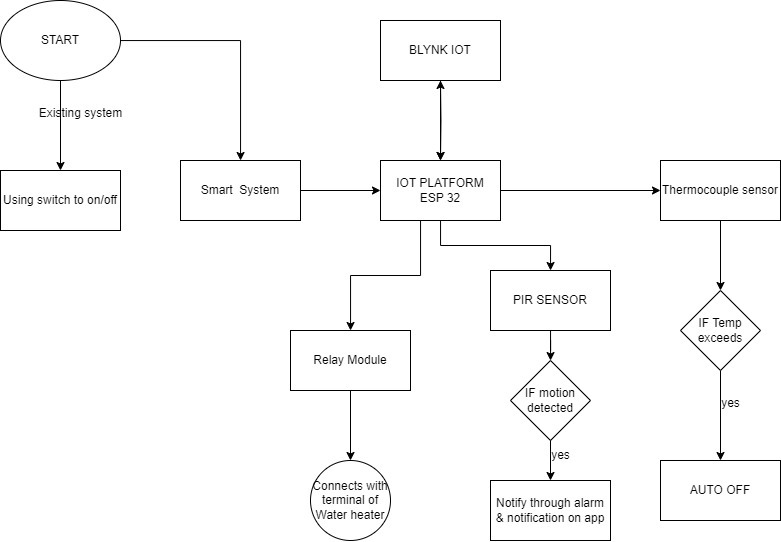 START
BLYNK IOT
Existing system
Using switch to on/off
Smart  System
IOT PLATFORM
ESP 32
Thermocouple sensor
PIR SENSOR
IF Temp
exceeds
Relay Module
IF motion
detected
yes
yes
Connects with
terminal of
Water heater
Notify through alarm
& notification on app
AUTO OFF